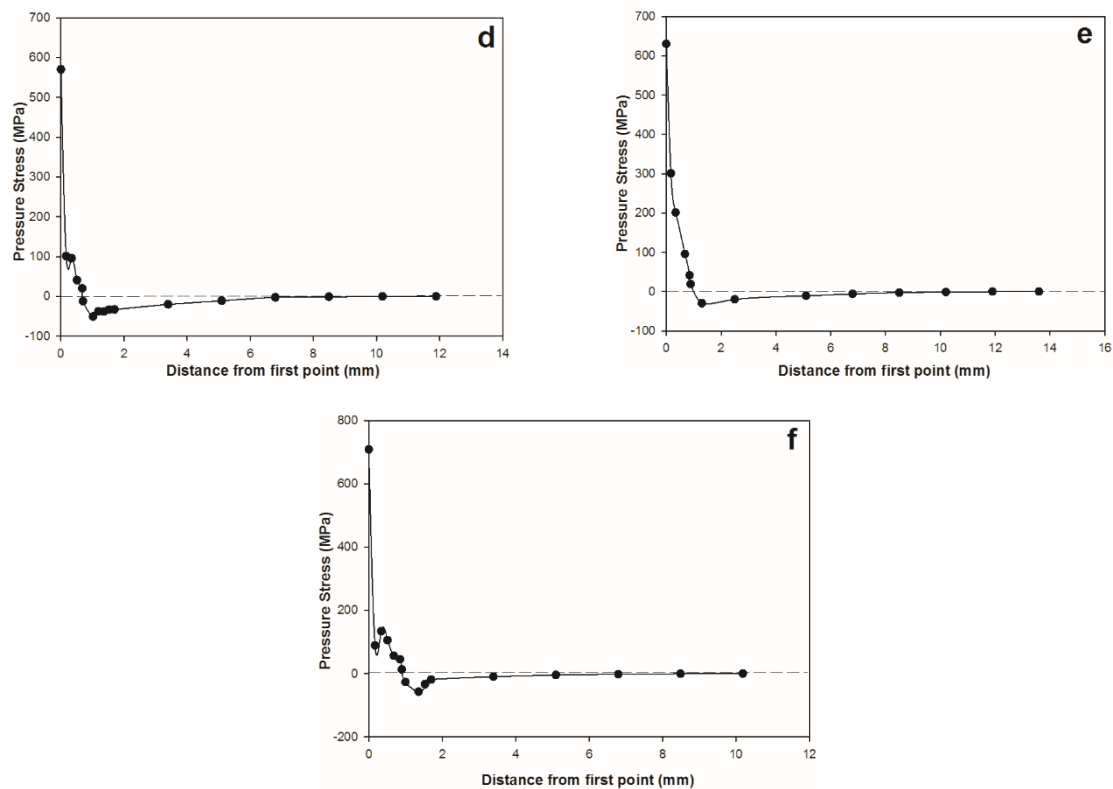 d
Pressure Stress (MPa)
700
600
500
400
300
200
100
0
-100
0 2 4 6 8 10 12 14
Distance from first point (mm)
e
Pressure Stress (MPa)
700
600
500
400
300
200
100
0
-100
0 2 4 6 8 10 12 14 16
Distance from first point (mm)
f
Pressure Stress (MPa)
800
600
400
200
0
-200
0 2 4 6 8 10 12
Distance from first point (mm)